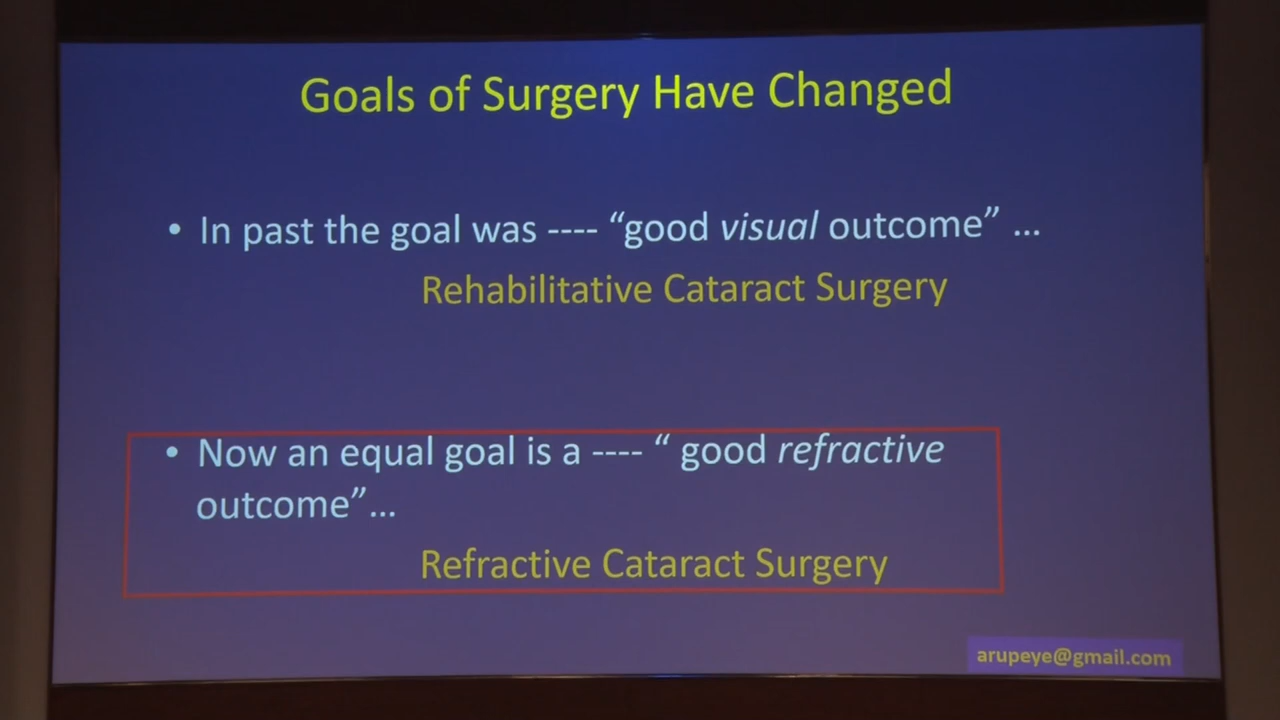 Goals of Surgery Have Changed
• In past the goal was ---- “good visual outcome” ...
Rehabilitative Cataract Surgery
• Now an equal goal is a ---- “ good refractive
outcome”...
Refractive Cataract Surgery
arupeye@gmail.com